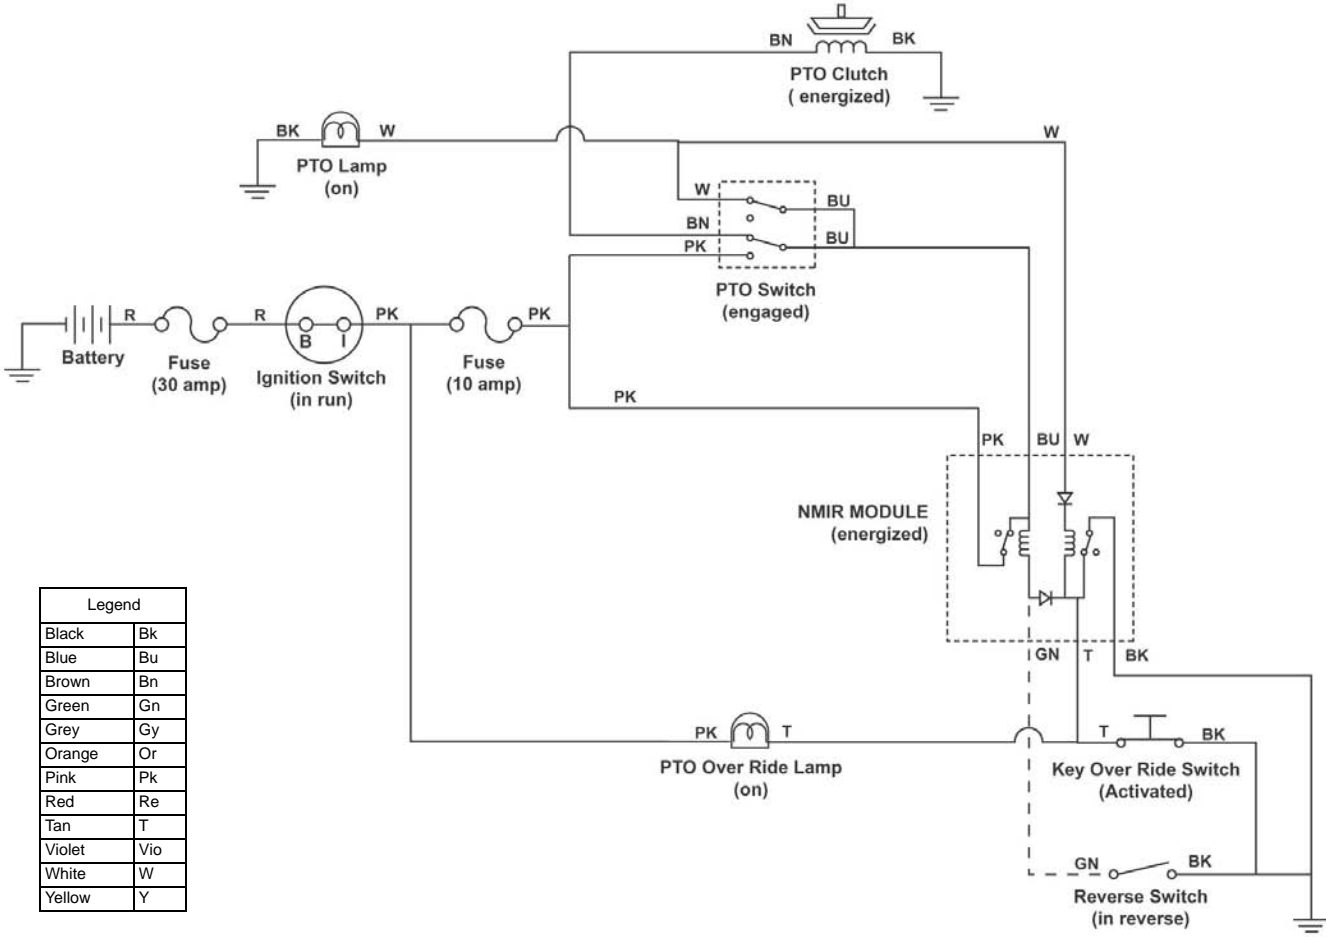 BN
BK
PTO Clutch
( energized)
BK
W
W
PTO Lamp
(on)
W
BU
BN
BU
PK
PTO Switch
(engaged)
R
R
PK
PK
B I
Battery
Fuse
(30 amp)
Ignition Switch
(in run)
Fuse
(10 amp)
PK
PK
BU
W
NMIR MODULE
(energized)
GN
T
BK
PK
T
T
BK
PTO Over Ride Lamp
(on)
Key Over Ride Switch
(Activated)
GN
BK
Reverse Switch
(in reverse)
Legend
Black Bk
Blue Bu
Brown Bn
Green Gn
Grey Gy
Orange Or
Pink Pk
Red Re
Tan T
Violet Vio
White W
Yellow Y